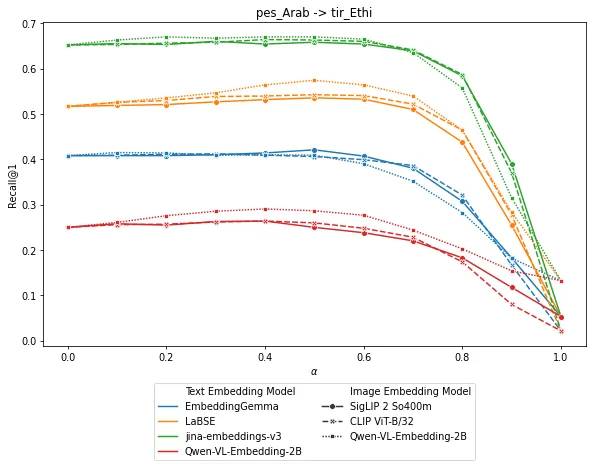 pes_Arab -> tir_Ethi
Recall@1
0.7
0.6
0.5
0.4
0.3
0.2
0.1
0.0
0.0 0.2 0.4 0.6 0.8 1.0
α
Text Embedding Model Image Embedding Model
EmbeddingGemma SigLIP 2 So400m
LaBSE CLIP ViT-B/32
jina-embeddings-v3 Qwen-VL-Embedding-2B
Qwen-VL-Embedding-2B